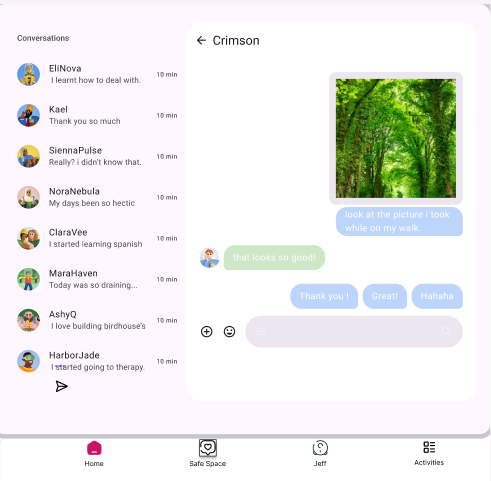 Conversations
EliNova
I learnt how to deal with.
10 min
Kael
Thank you so much
10 min
SiennaPulse
Really? i didn't know that.
10 min
NoraNebula
My days been so hectic
10 min
ClaraVee
I started learning spanish
10 min
MaraHaven
Today was so draining...
10 min
AshyQ
I love building birdhouse's
10 min
HarborJade
I started going to therapy.
10 min
Crimson
look at the picture i took
while on my walk.
that looks so good!
Thank you !
Great!
Hahaha
Home
Safe Space
Jeff
Activities